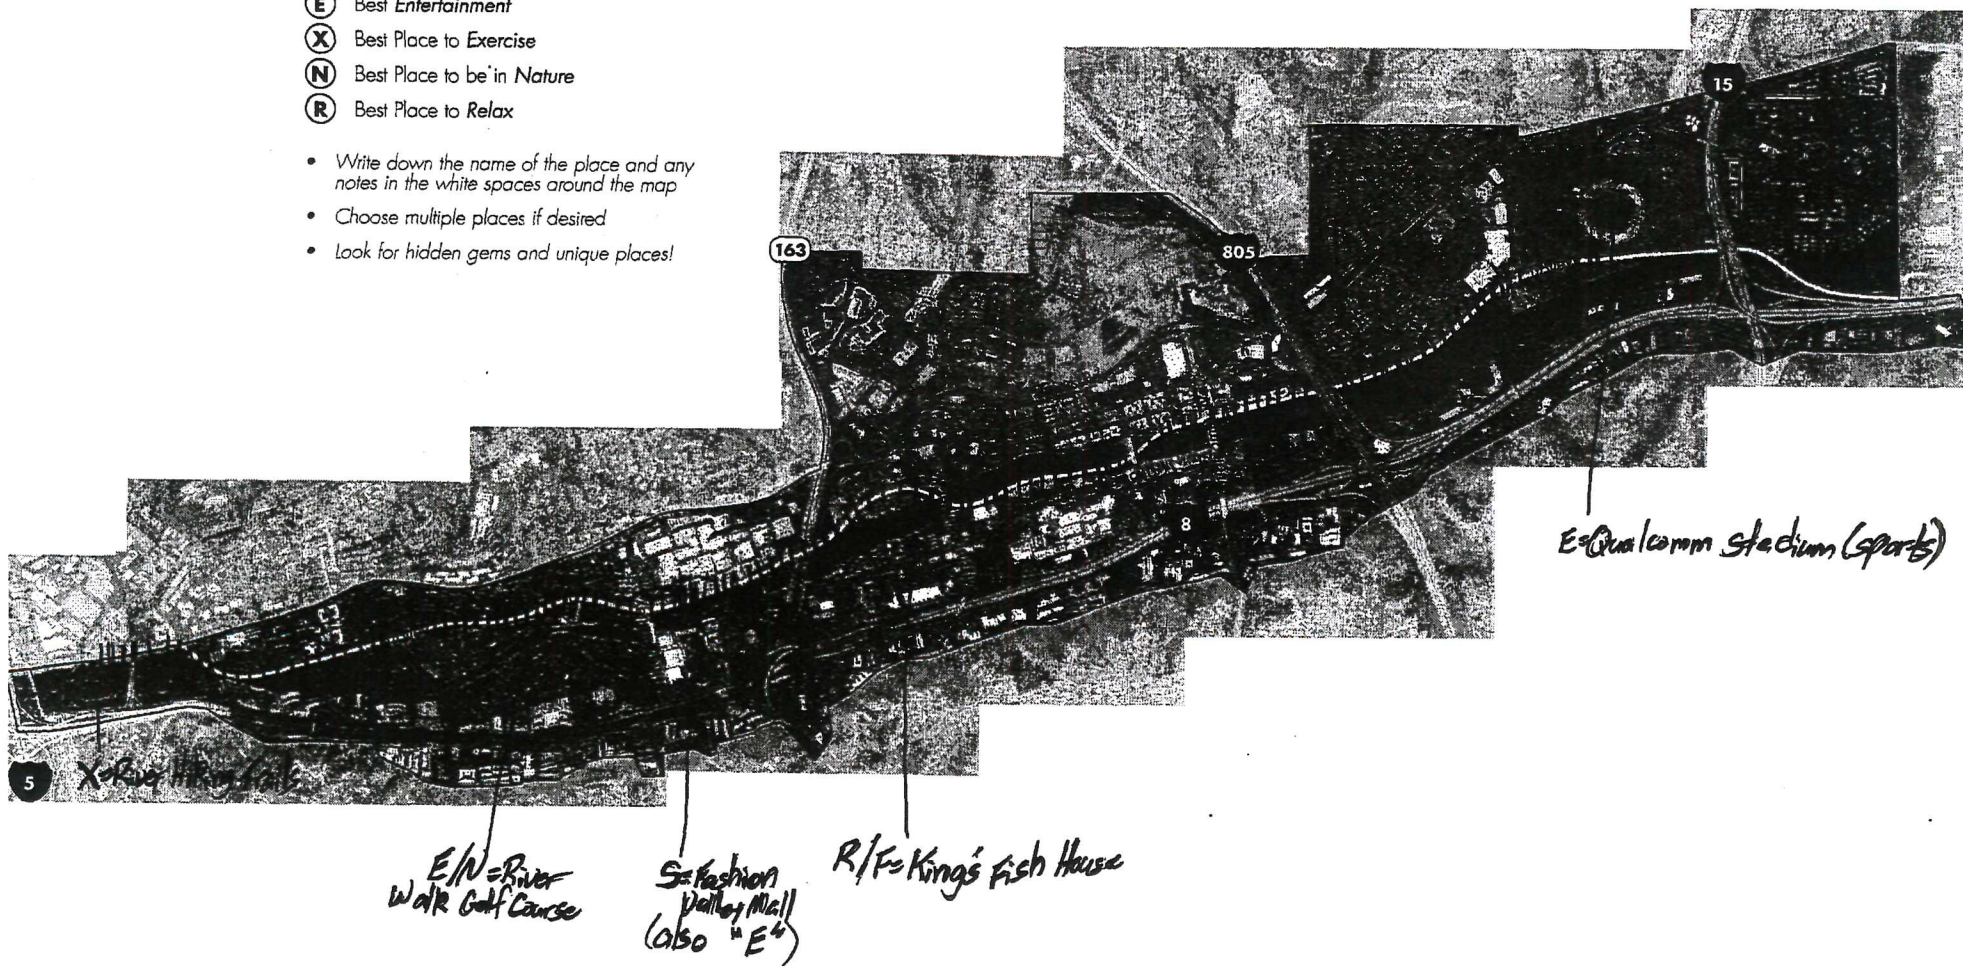 E Best Entertainment
X Best Place to Exercise
N Best Place to be in Nature
R Best Place to Relax
• Write down the name of the place and any
notes in the white spaces around the map
• Choose multiple places if desired
• Look for hidden gems and unique places!
15
163
805
8
E=Qualcomm Stadium (sports)
5
X=River Hiking Trails
E/N=River
Walk Golf Course
S=Fashion
Valley Mall
(also "E")
R/F=King's Fish House